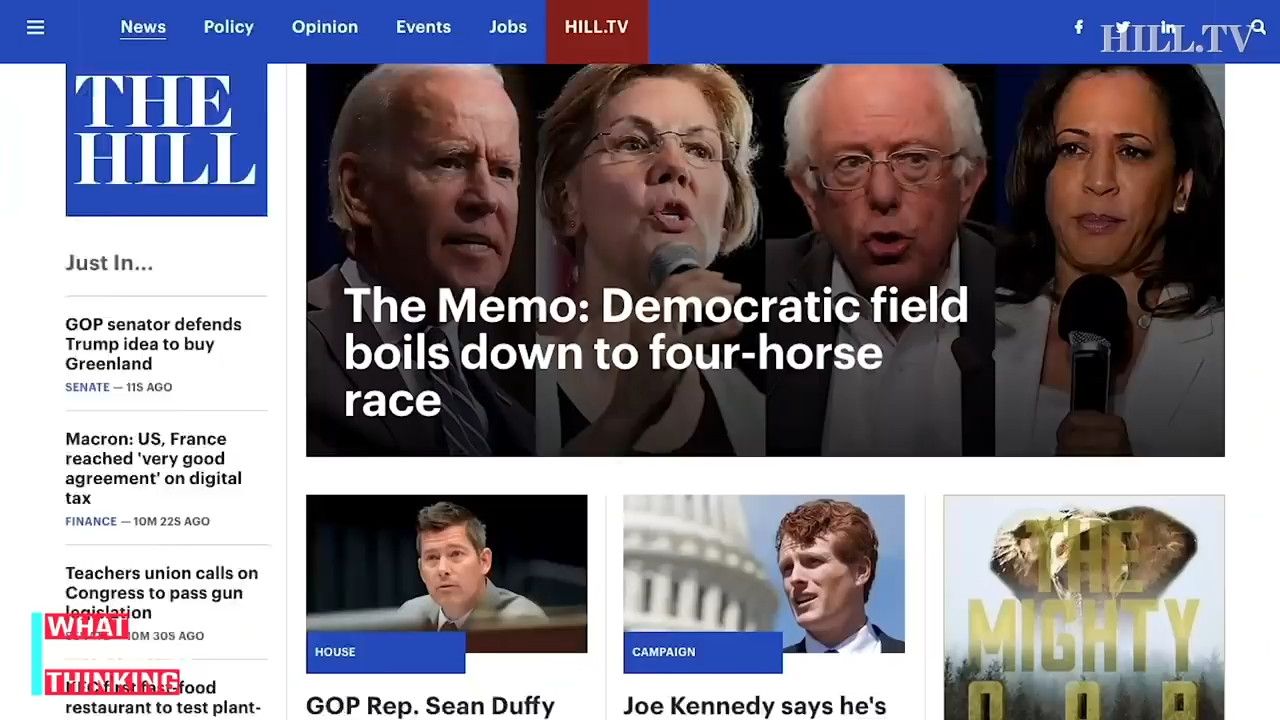 News
Policy
Opinion
Events
Jobs
HILL.TV
HILL.TV
THE
HILL
Just In...
GOP senator defends
Trump idea to buy
Greenland
SENATE — 11S AGO
Macron: US, France
reached 'very good
agreement' on digital
tax
FINANCE — 10M 22S AGO
Teachers union calls on
Congress to pass gun
legislation
10M 30S AGO
WHAT
THINKING
first fast-food
restaurant to test plant-
The Memo: Democratic field
boils down to four-horse
race
HOUSE
GOP Rep. Sean Duffy
CAMPAIGN
Joe Kennedy says he's
THE
MIGHTY